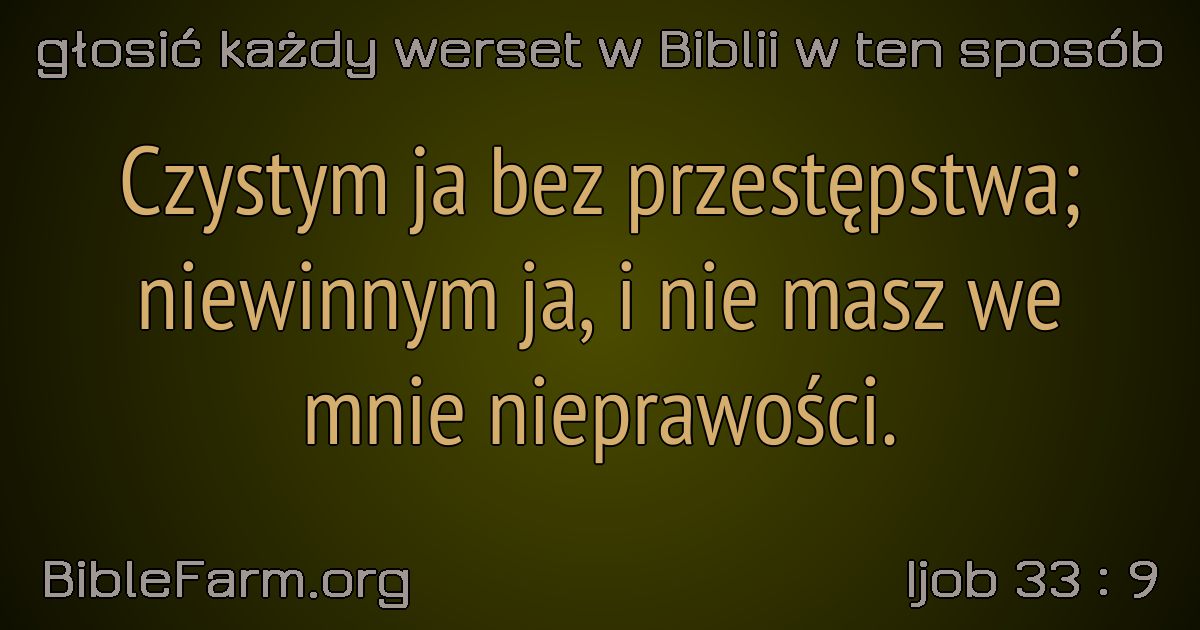 głosić każdy werset w Biblii w ten sposób
Czystym ja bez przestępstwa;
niewinnym ja, i nie masz we
mnie nieprawości.
BibleFarm.org
Ijob 33 : 9